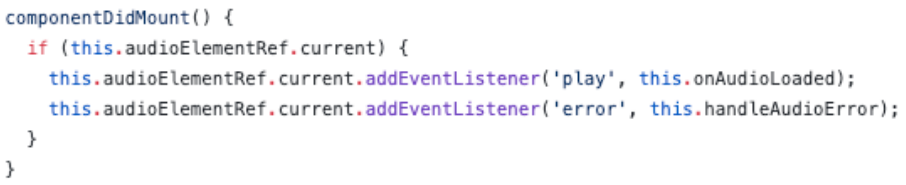 componentDidMount() {
  if (this.audioElementRef.current) {
    this.audioElementRef.current.addEventListener('play', this.onAudioLoaded);
    this.audioElementRef.current.addEventListener('error', this.handleAudioError);
  }
}